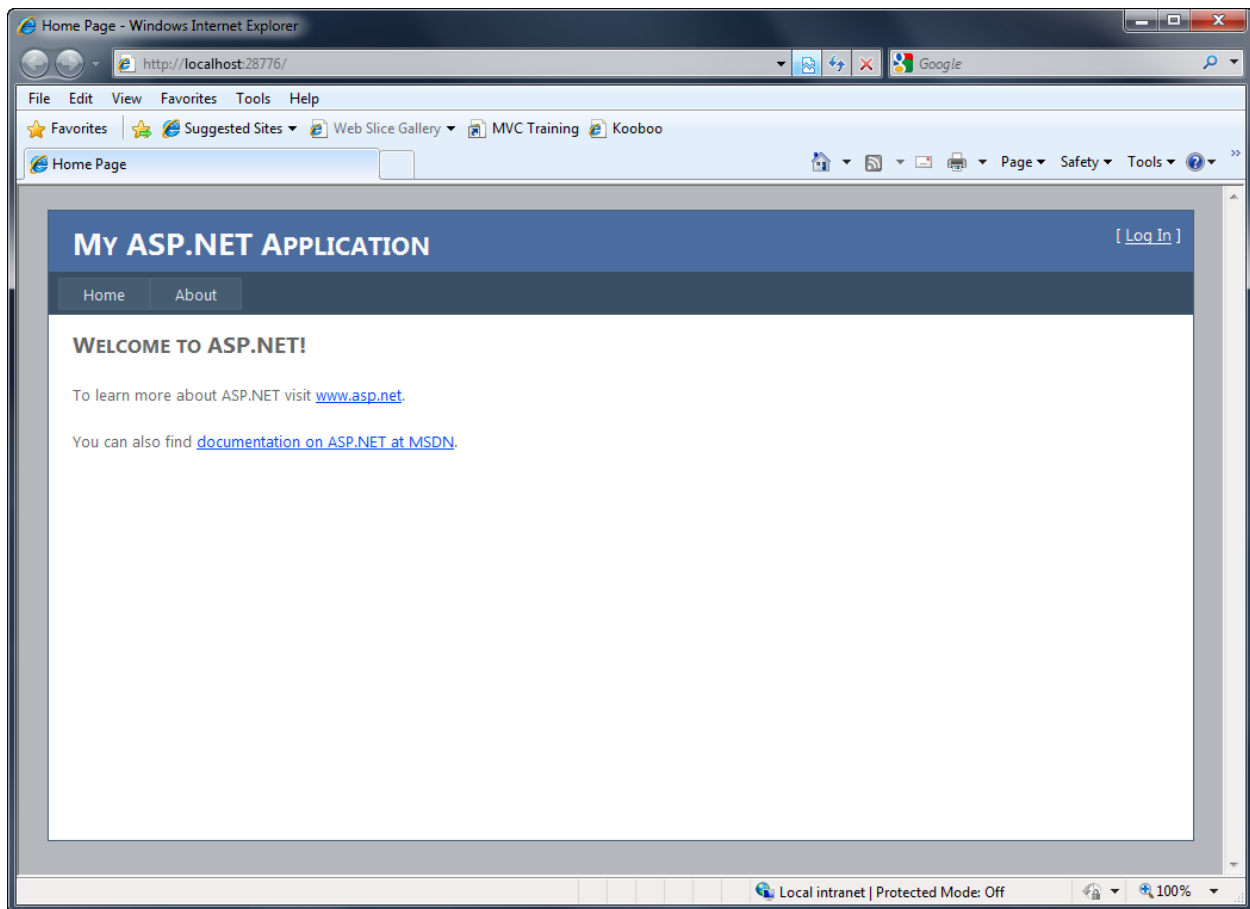 Home Page - Windows Internet Explorer
http://localhost:28776/
Google
File Edit View Favorites Tools Help
Favorites Suggested Sites Web Slice Gallery MVC Training Kooboo
Home Page Page Safety Tools
MY ASP.NET APPLICATION
[ Log In ]
Home About
WELCOME TO ASP.NET!
To learn more about ASP.NET visit www.asp.net.
You can also find documentation on ASP.NET at MSDN.
Local intranet | Protected Mode: Off 100%